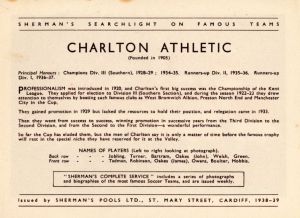 SHERMAN'S SEARCHLIGHT ON FAMOUS TEAMS
CHARLTON ATHLETIC
(Founded in 1905)
Principal Honours: Champions Div. III (Southern), 1928-29 ; 1934-35. Runners-up Div. II, 1935-36. Runners-up
Div. I, 1936-37.
PROFESSIONALISM was introduced in 1920, and Charlton's first big success was the Championship of the Kent
League. They applied for election to Division III (Southern Section), and during the season 1922-23 they drew
attention to themselves by beating such famous clubs as West Bromwich Albion, Preston North End and Manchester
City in the Cup.
They gained promotion in 1929 but lacked the resources to hold their position, and relegation came in 1933.
Then they went from success to success, winning promotion in successive years from the Third Division to the
Second Division, and from the Second to the First—a most formidable performance.
So far the Cup has eluded them, but the men of Charlton say it is only a matter of time before the famous trophy
will rest in the special niche they have reserved for it at the Valley.
NAMES OF PLAYERS (Left to right looking at photograph).
Back row - - Jobling, Turner, Bartram, Oakes (John), Welsh, Green.
Front row - - Tadman, Robinson, Oakes (James), Owens, Boulter, Hobbis.
"SHERMAN'S COMPLETE SERVICE" includes a series of photographs
and biographies of the most famous Soccer Teams, and are issued weekly.
Issued by SHERMAN'S POOLS LTD., ST. MARY STREET, CARDIFF, 1938-39